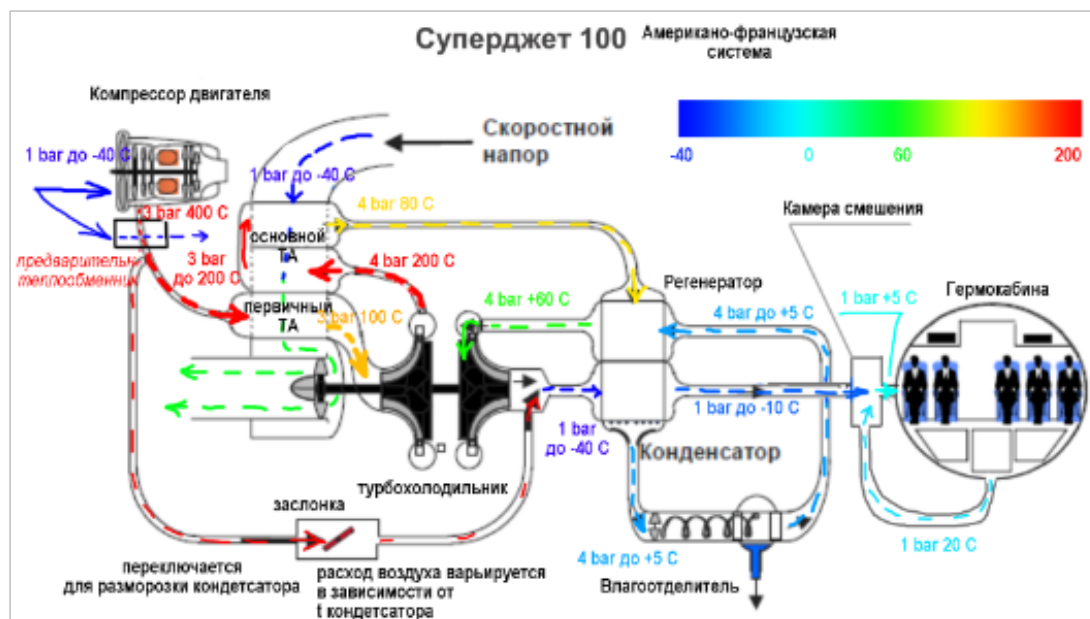 Суперджет 100
Американо-французская
система
Компрессор двигателя
Скоростной
напор
-40
0
60
200
1 bar до -40 C
1 bar до -40 C
3 bar 400 C
4 bar 80 C
Камера смешения
предварительн
теплообменник
3 bar
до 200 C
основной
ТА
4 bar 200 C
первичный
ТА
3 bar 100 C
4 bar +60 C
Регенератор
4 bar до +5 C
1 bar +5 C
Гермокабина
1 bar
до -40 C
1 bar до -10 C
Конденсатор
турбохолодильник
заслонка
4 bar до +5 C
1 bar 20 C
Влагоотделитель
переключается
для разморозки кондетсатора
расход воздуха варьируется
в зависимости от
t кондетсатора